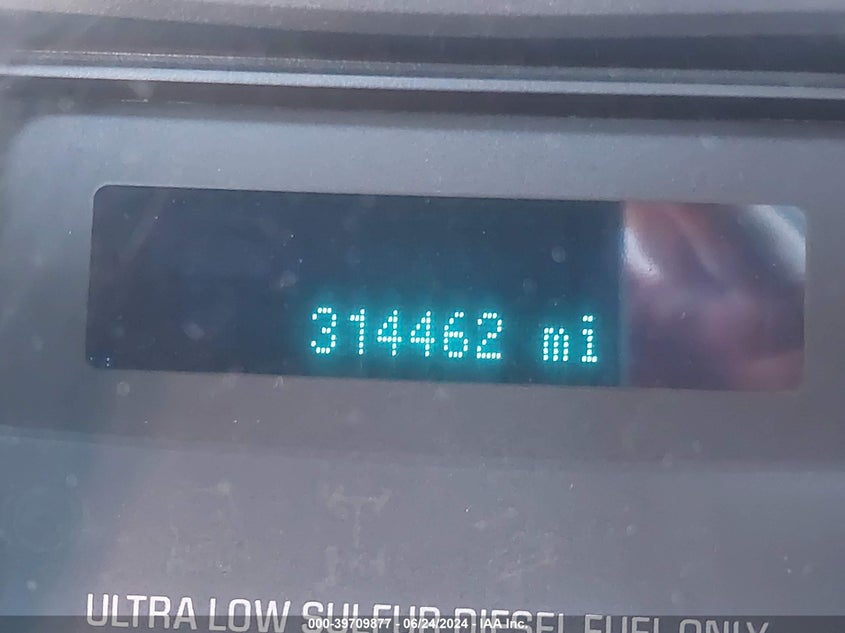 314462 mi
ULTRA LOW SULFUR DIESEL FUEL ONLY
000-39709877 - 06/24/2024 - IAA Inc.